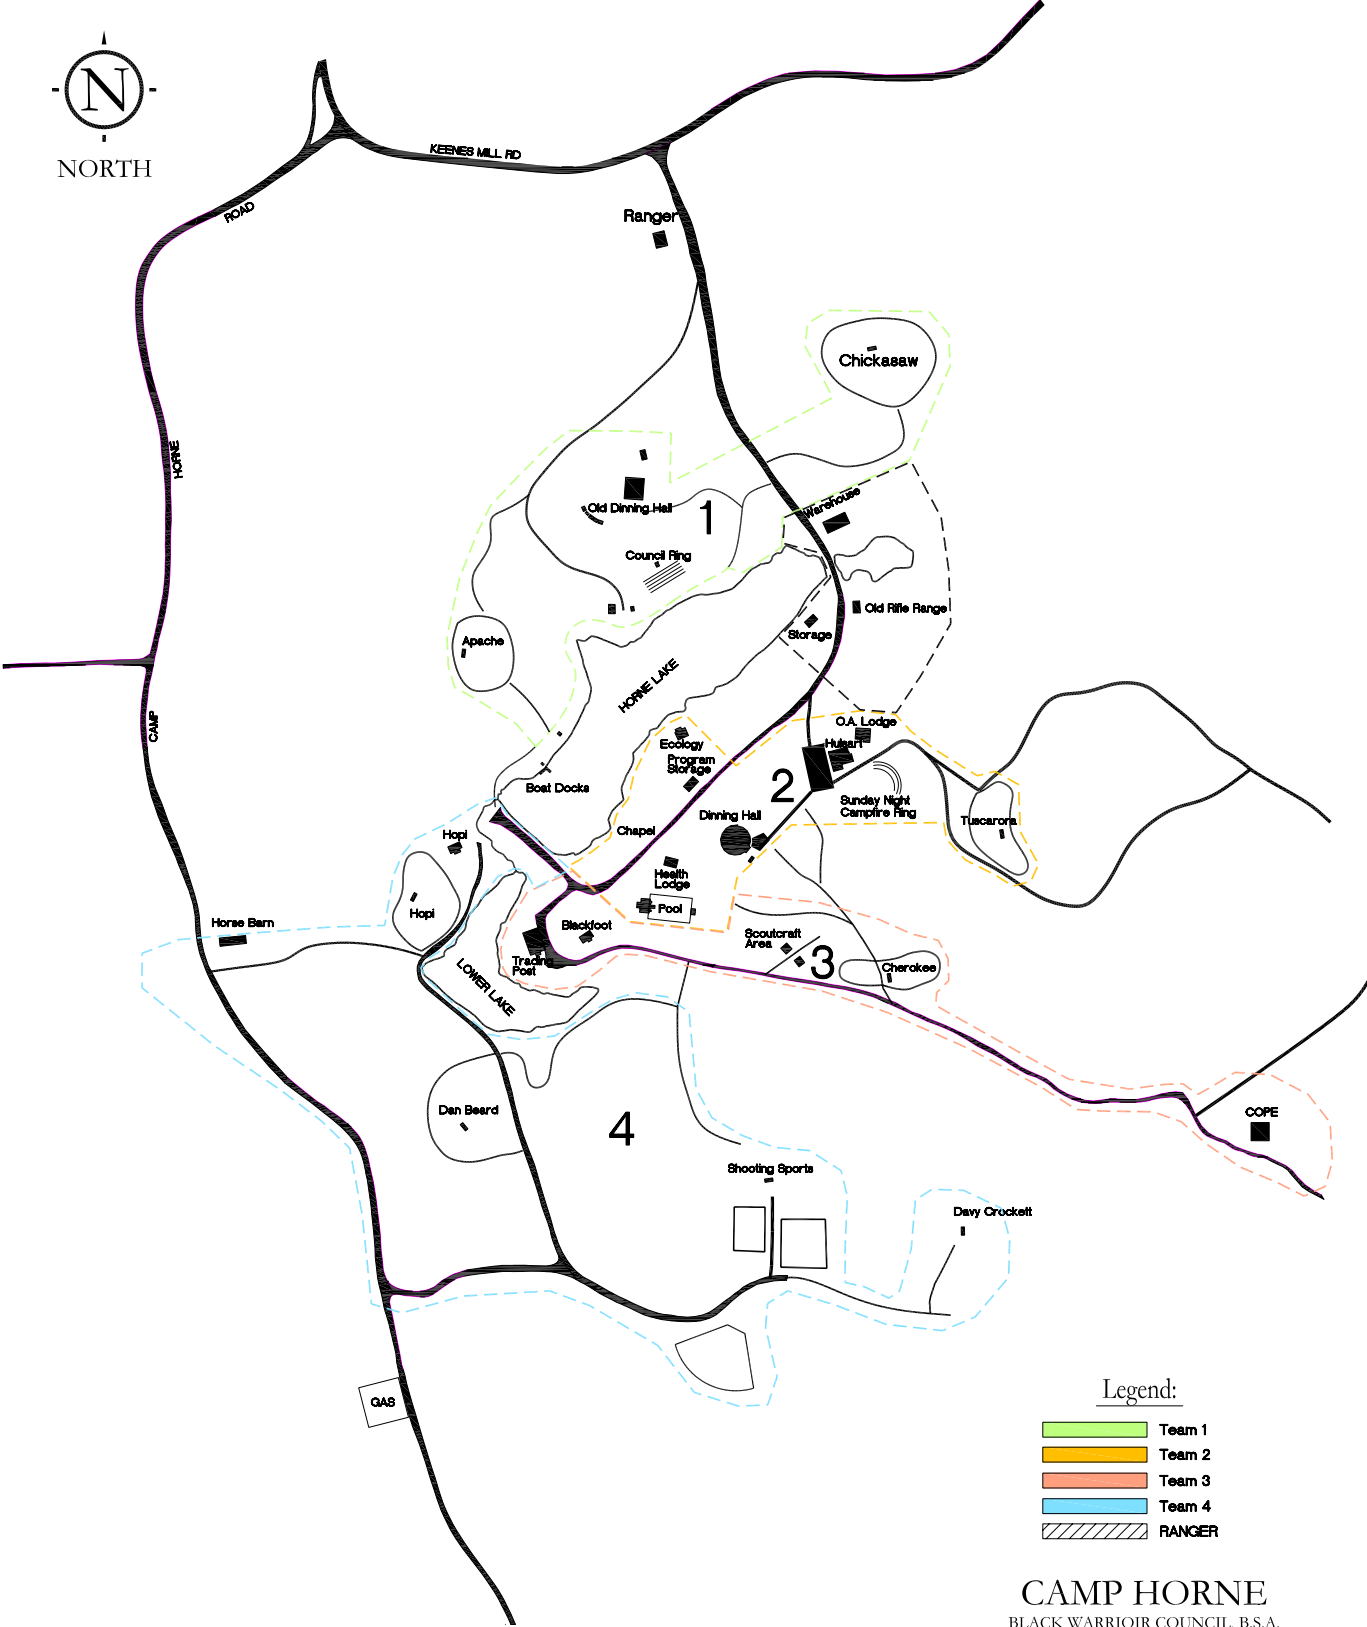 N
NORTH
KEENES MILL RD
ROAD
Ranger
Chickasaw
HORNE
Warehouse
Old Dinning Hall
1
Council Ring
Old Rifle Range
Storage
Apache
HORNE LAKE
CAMP
O.A. Lodge
Hulsart
Ecology
Program
Storage
2
Boat Docks
Sunday Night
Campfire Ring
Tuscarora
Dinning Hall
Chapel
Hopi
Health
Lodge
Hopi
Pool
Horse Barn
Blackfoot
Scoutcraft
Area
Trading
Post
3
Cherokee
LOWER LAKE
Dan Beard
4
COPE
Shooting Sports
Davy Crockett
GAS
Legend:
Team 1
Team 2
Team 3
Team 4
RANGER
CAMP HORNE
BLACK WARRIOIR COUNCIL, B.S.A.